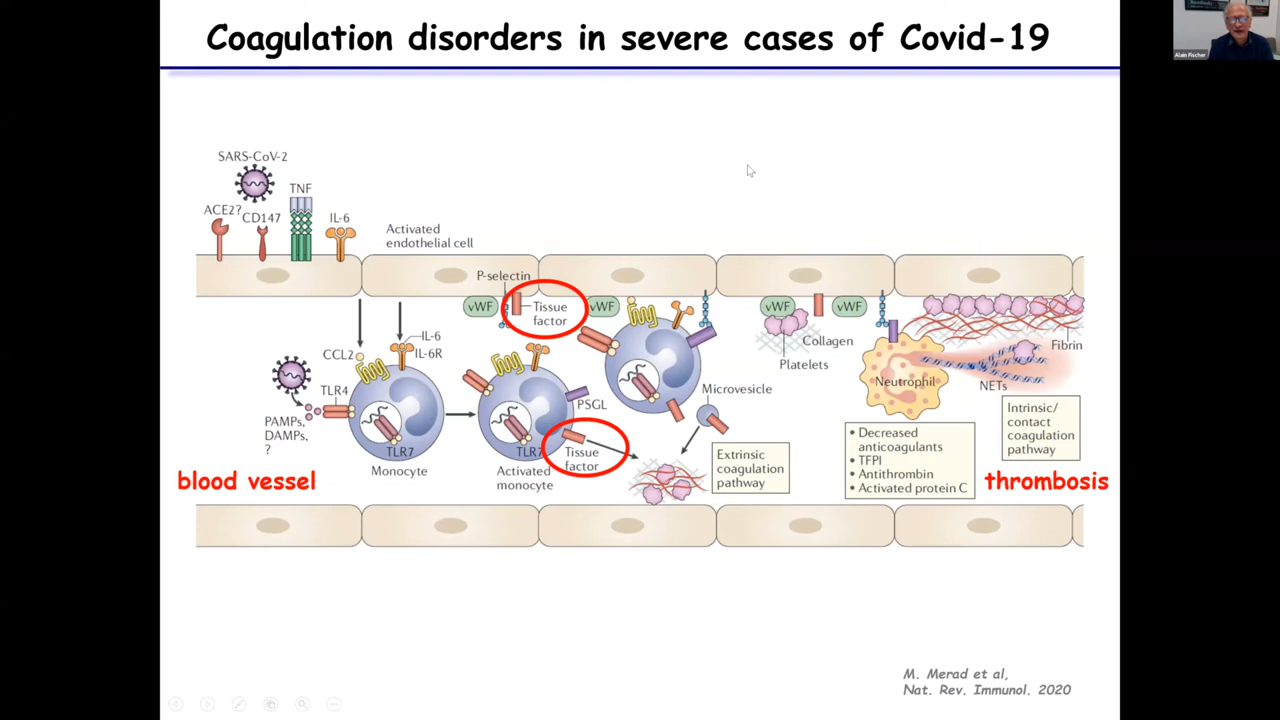 Coagulation disorders in severe cases of Covid-19
Alain Fischer
SARS-CoV-2
TNF
ACE2?
CD147
IL-6
Activated
endothelial cell
P-selectin
vWF
Tissue
factor
vWF
vWF
vWF
Collagen
Platelets
Fibrin
IL-6
IL-6R
CCL2
TLR4
PAMPs,
DAMPs,
?
TLR7
Monocyte
TLR7
Activated
monocyte
PSGL
Tissue
factor
Microvesicle
Extrinsic
coagulation
pathway
Neutrophil
NETs
• Decreased
anticoagulants
• TFPI
• Antithrombin
• Activated protein C
Intrinsic/
contact
coagulation
pathway
blood vessel
thrombosis
M. Merad et al,
Nat. Rev. Immunol. 2020